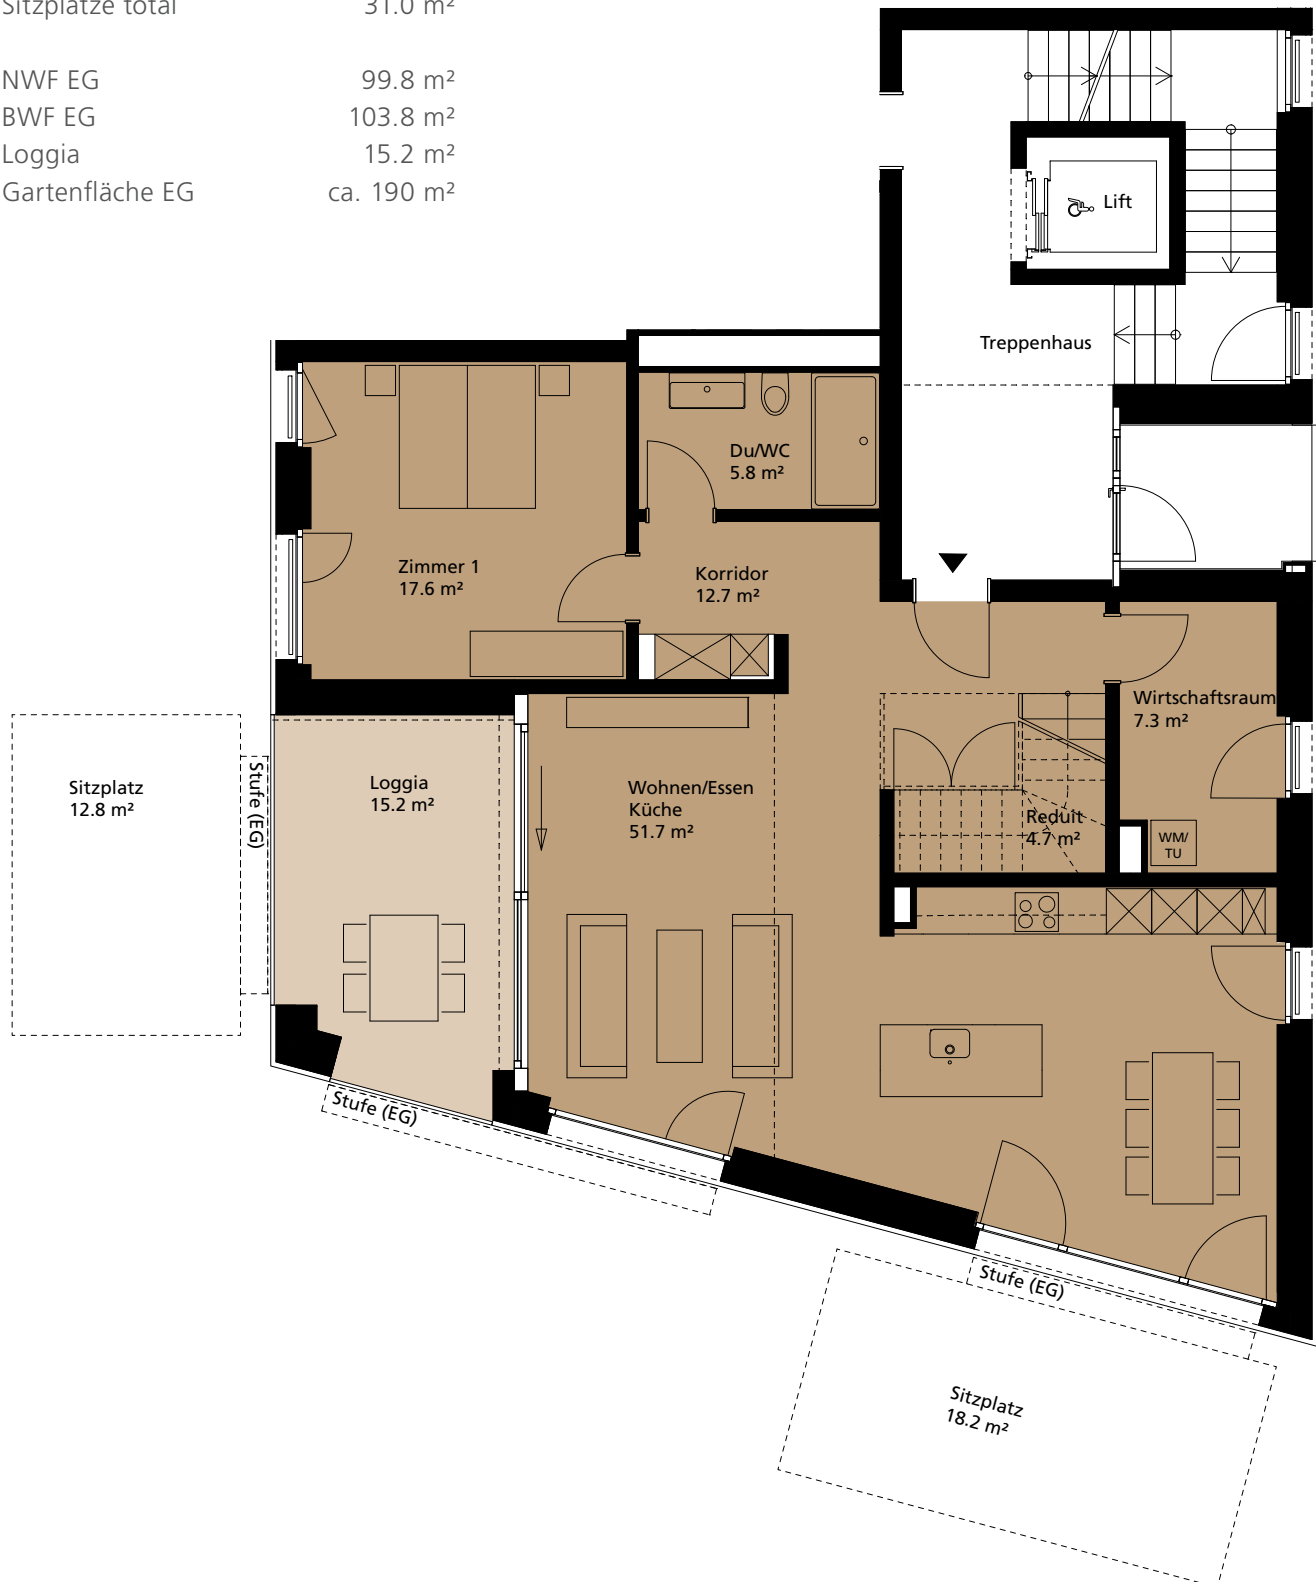 Sitzplätze total 31.0 m²
NWF EG 99.8 m²
BWF EG 103.8 m²
Loggia 15.2 m²
Gartenfläche EG ca. 190 m²
Lift
Treppenhaus
Du/WC
5.8 m²
Zimmer 1
17.6 m²
Korridor
12.7 m²
Wirtschaftsraum
7.3 m²
Sitzplatz
12.8 m²
Stufe (EG)
Loggia
15.2 m²
Wohnen/Essen
Küche
51.7 m²
Reduit
4.7 m²
WM/
TU
Stufe (EG)
Stufe (EG)
Sitzplatz
18.2 m²